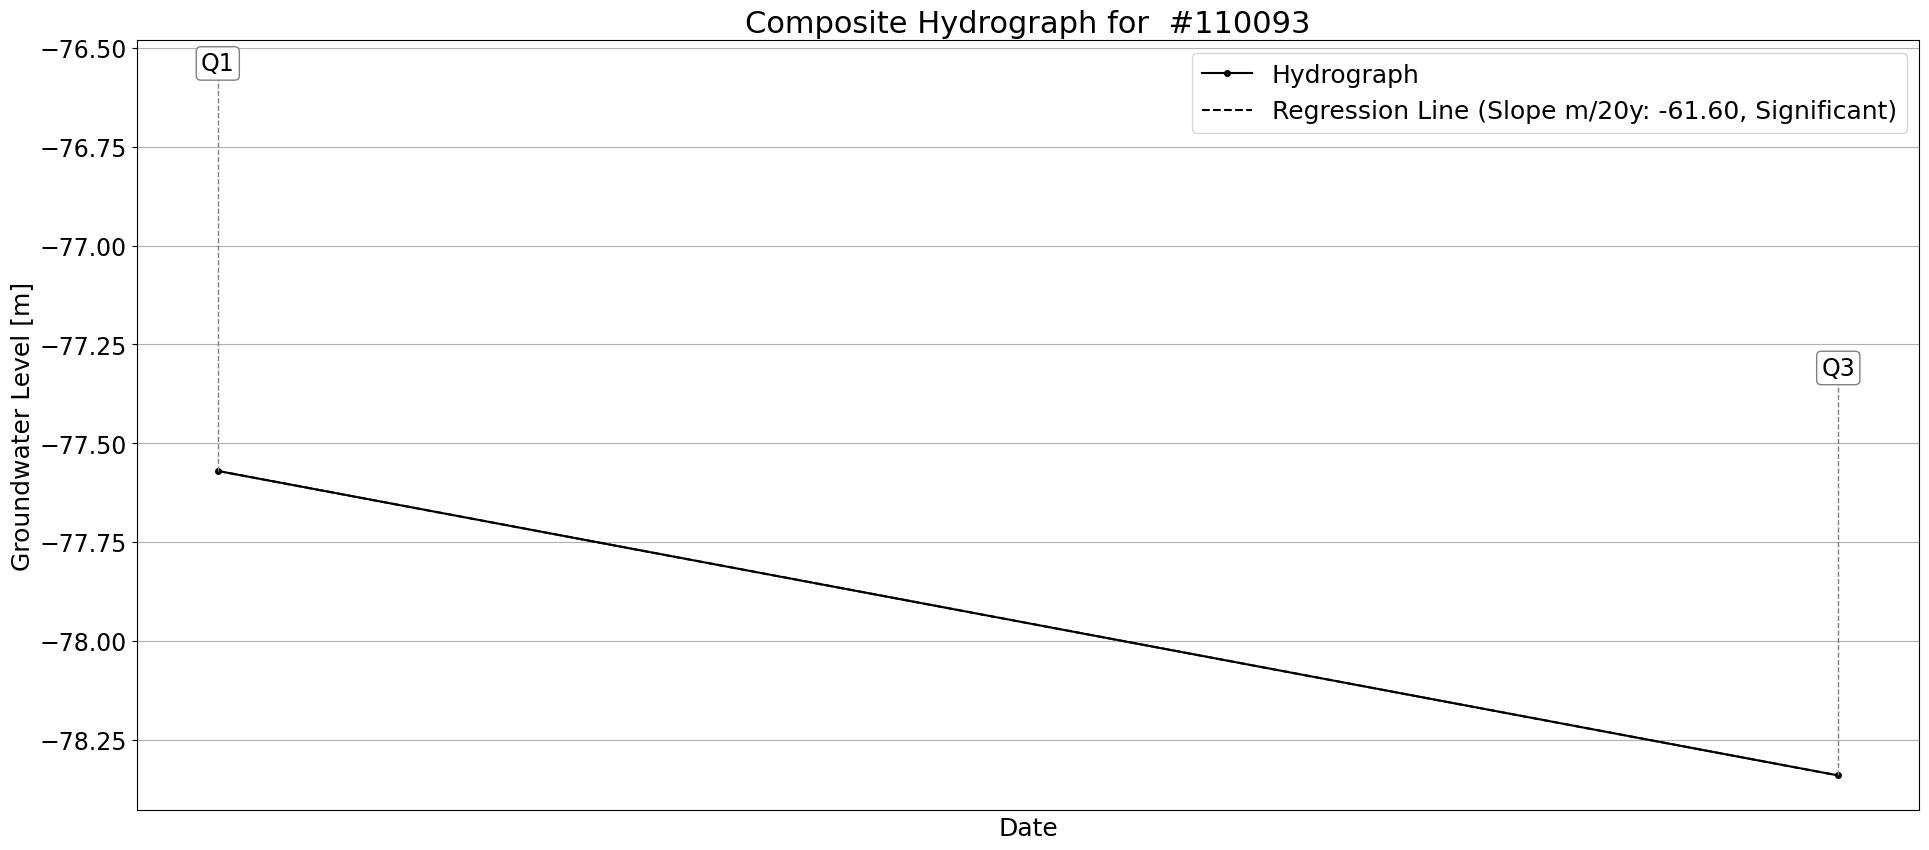 Composite Hydrograph for  #110093
Groundwater Level [m]
−76.50
−76.75
−77.00
−77.25
−77.50
−77.75
−78.00
−78.25
Q1
Q3
Hydrograph
Regression Line (Slope m/20y: -61.60, Significant)
Date